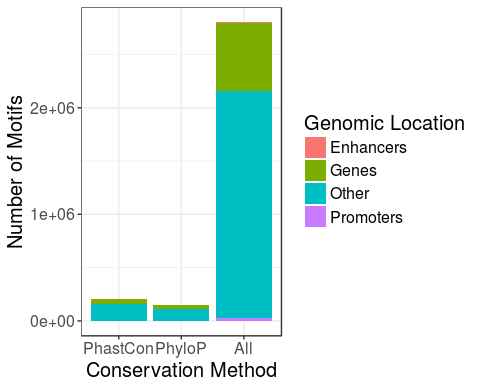 Number of Motifs
2e+06
1e+06
0e+00
PhastCon PhyloP All
Conservation Method
Genomic Location
Enhancers
Genes
Other
Promoters